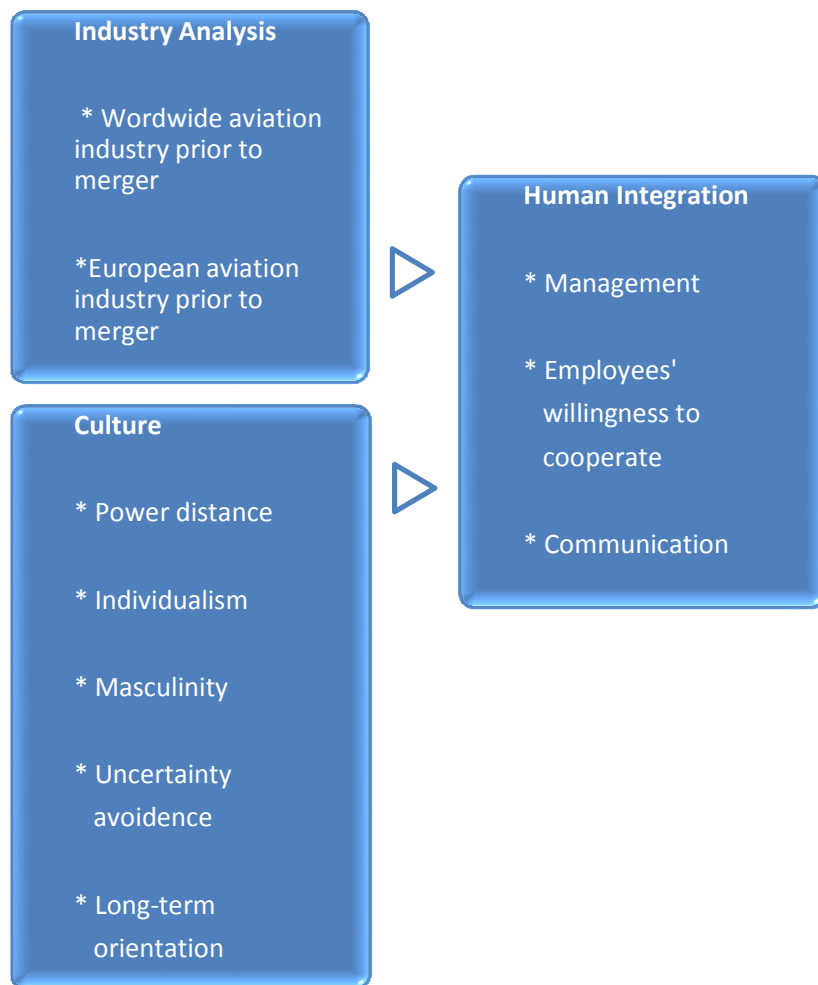 Industry Analysis
* Wordwide aviation
industry prior to
merger
*European aviation
industry prior to
merger
Culture
* Power distance
* Individualism
* Masculinity
* Uncertainty
avoidence
* Long-term
orientation
Human Integration
* Management
* Employees'
willingness to
cooperate
* Communication